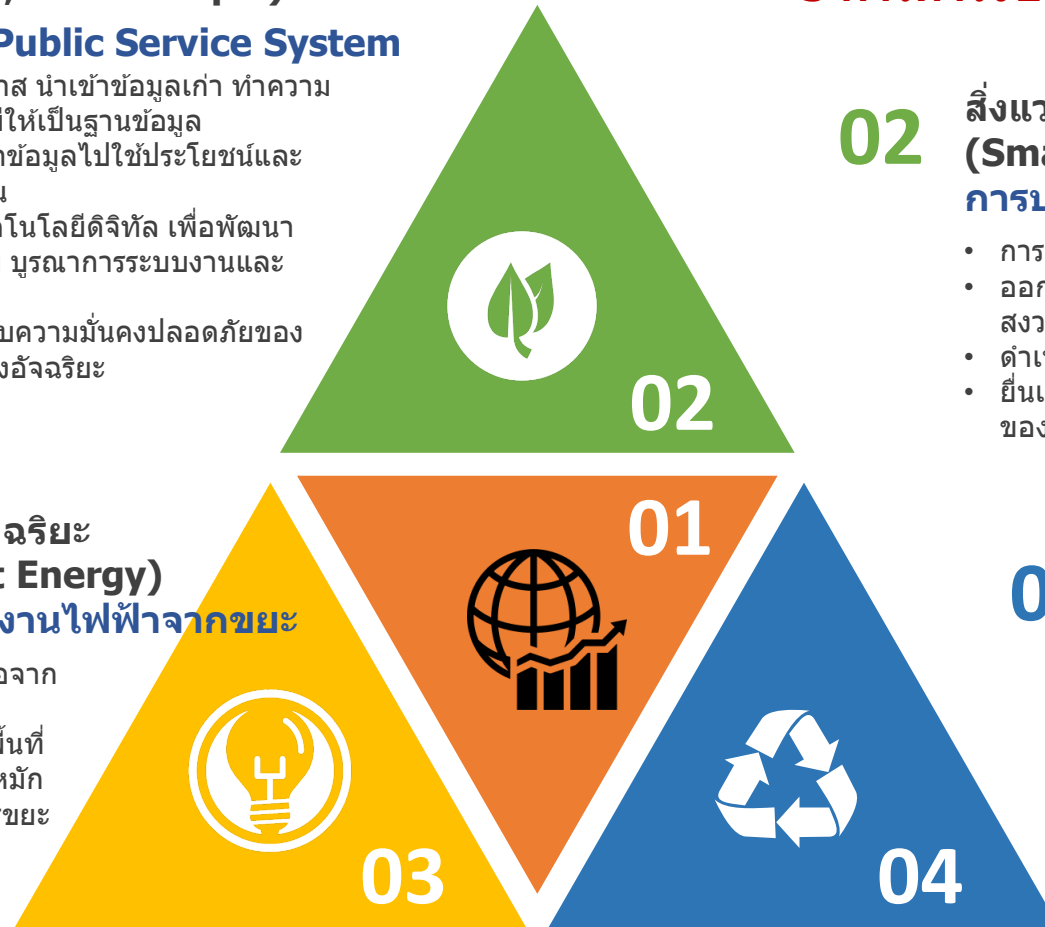 Public Service System
นำเข้าข้อมูลเก่า ทำความ
ให้เป็นฐานข้อมูล
ข้อมูลไปใช้ประโยชน์และ
คโนโลยีดิจิทัล เพื่อพัฒนา
บูรณาการระบบงานและ
ความมั่นคงปลอดภัยของ
อัจฉริยะ
02
02
สิ่งแว
(Sma
การบ
• การ
• ออก
สงว
• ดำเ
• ยื่นเ
ของ
ฉริยะ
Energy)
งานไฟฟ้าจากขยะ
จาก
พื้นที่
หมัก
ขยะ
01
0
03
04